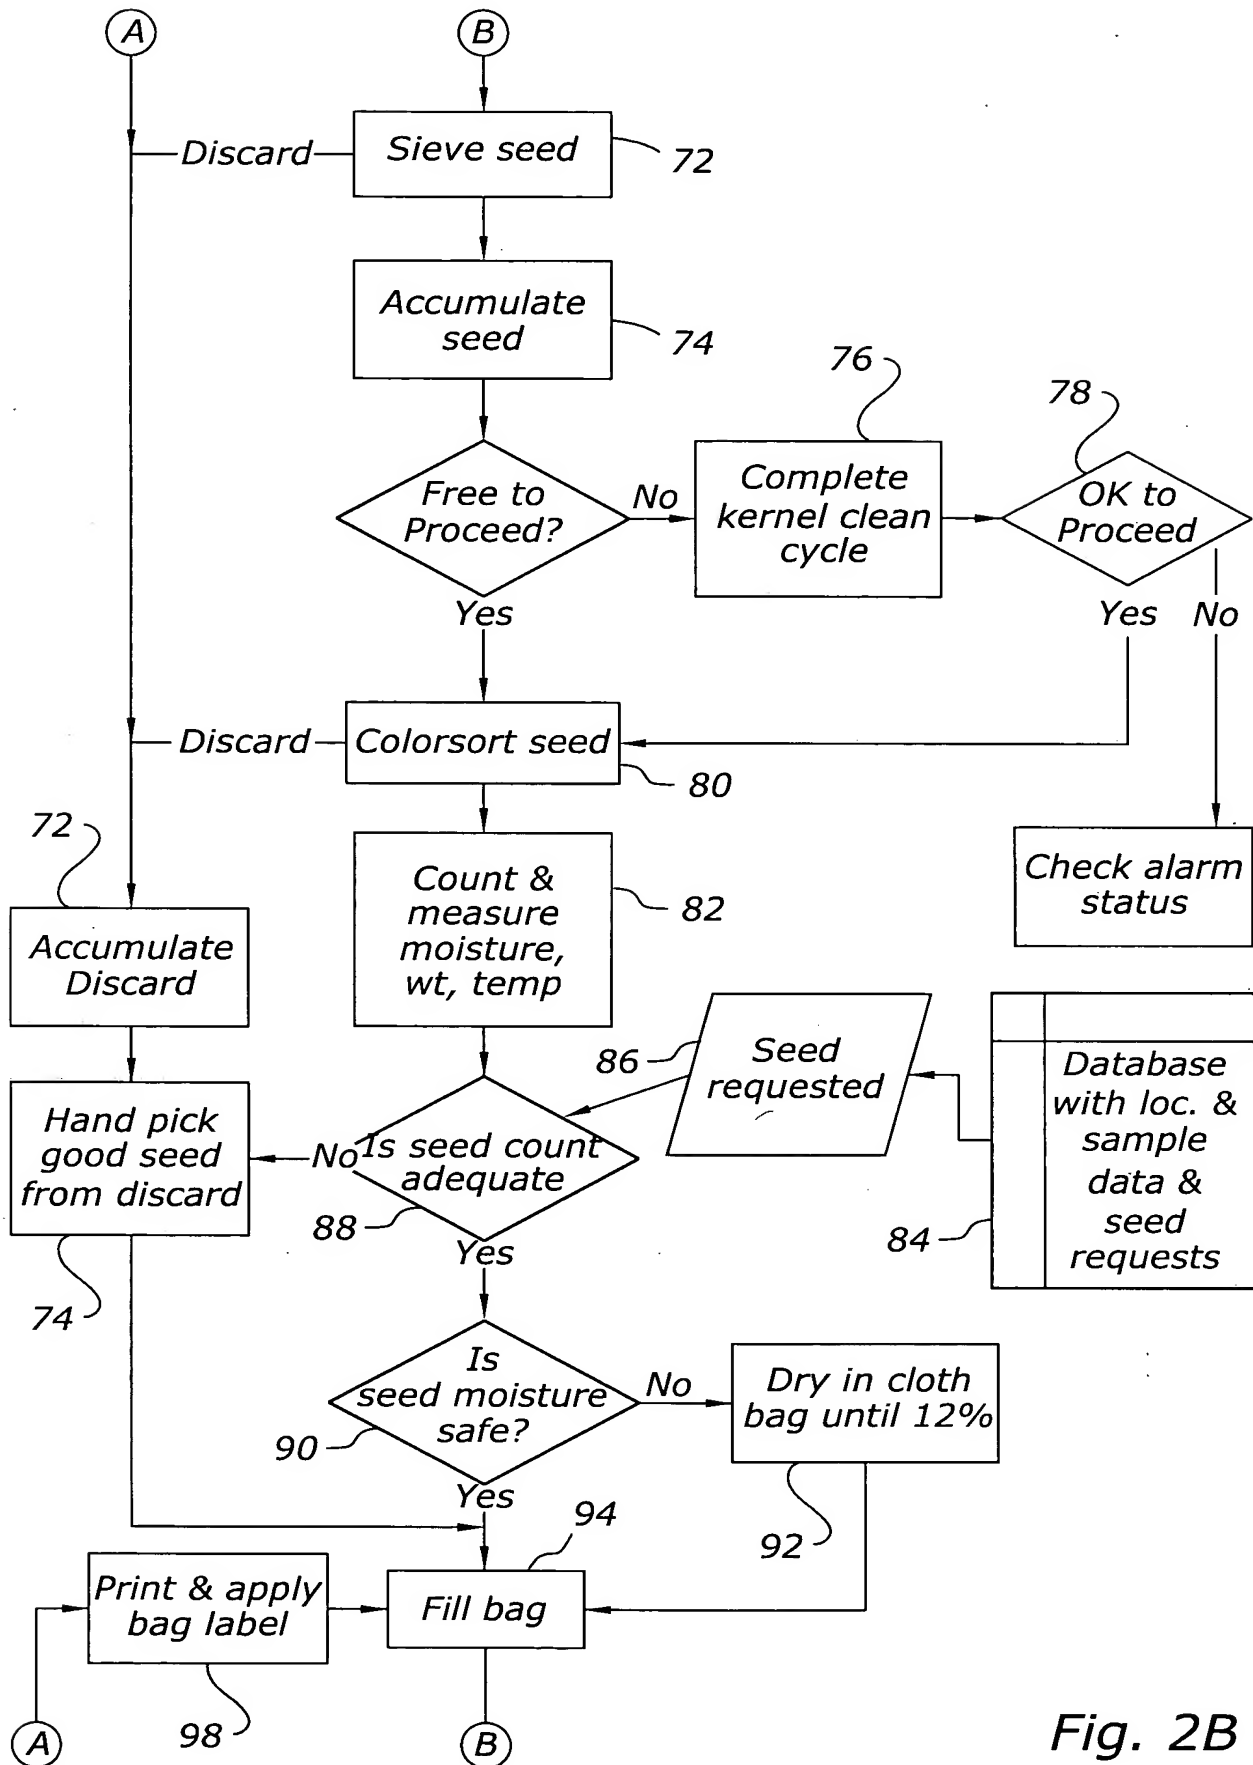 A
B
Discard
Sieve seed
72
Accumulate
seed
74
76
78
Free to
Proceed?
No
Complete
kernel clean
cycle
OK to
Proceed
Yes
Yes
No
Discard
Colorsort seed
80
72
Count &
measure
moisture,
wt, temp
82
Check alarm
status
Accumulate
Discard
86
Seed
requested
Database
with loc. &
sample
data &
seed
requests
84
Hand pick
good seed
from discard
74
No
Is seed count
adequate
88
Yes
Is
seed moisture
safe?
90
No
Dry in cloth
bag until 12%
92
Yes
94
Print & apply
bag label
98
Fill bag
A
B
Fig. 2B